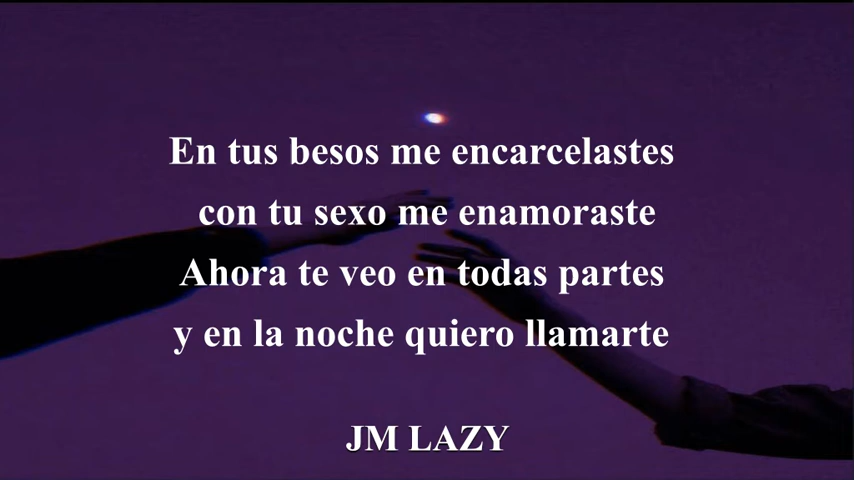 En tus besos me encarcelastes
con tu sexo me enamoraste
Ahora te veo en todas partes
y en la noche quiero llamarte
JM LAZY